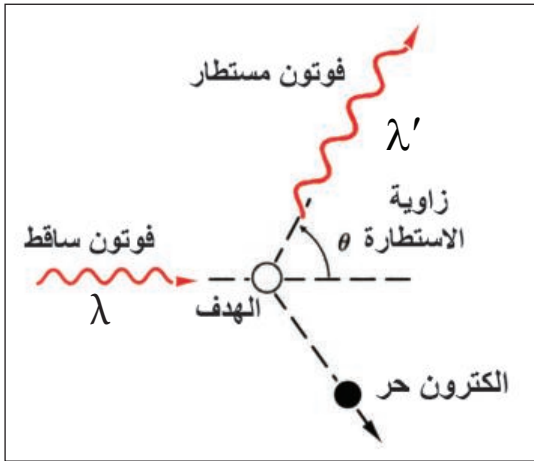 فوتون مستطار
λ′
زاوية
الاستطارة θ
فوتون ساقط
λ
الهدف
الكترون حر